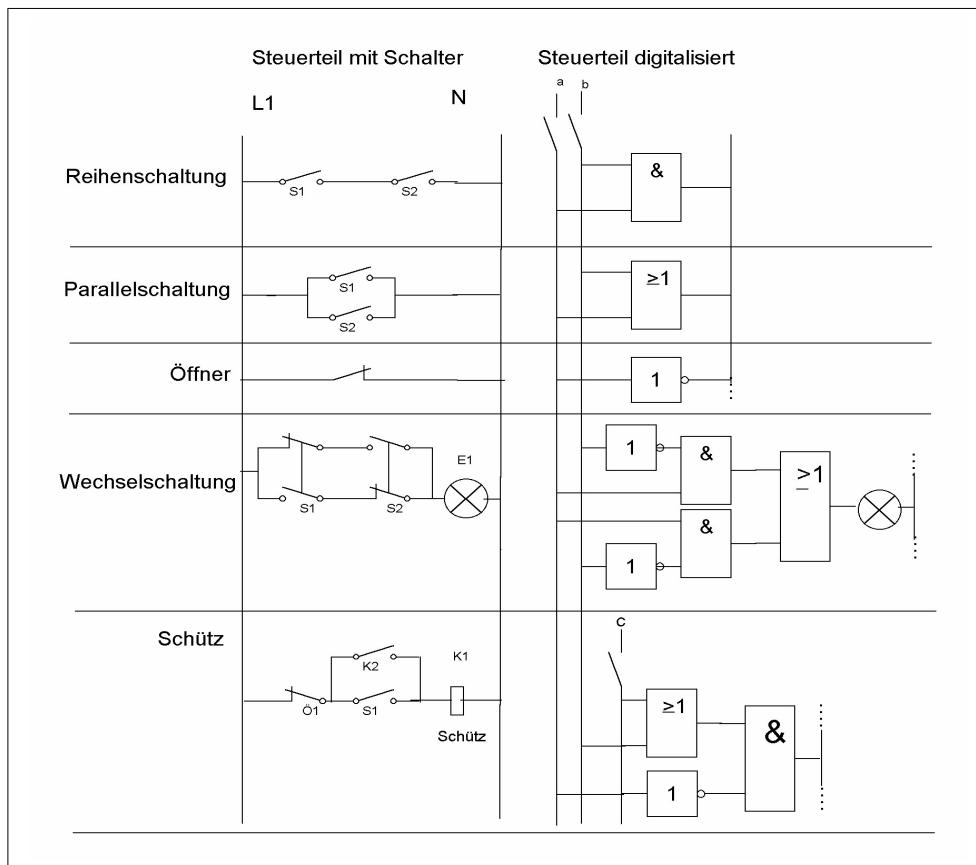 Steuerteil mit Schalter
Steuerteil digitalisiert
a
b
L1
N
Reihenschaltung
S1
S2
&
Parallelschaltung
S1
S2
≥1
Öffner
1
Wechselschaltung
S1
S2
E1
1
&
≥1
&
1
Schütz
K2
K1
Ö1
S1
Schütz
C
≥1
&
1